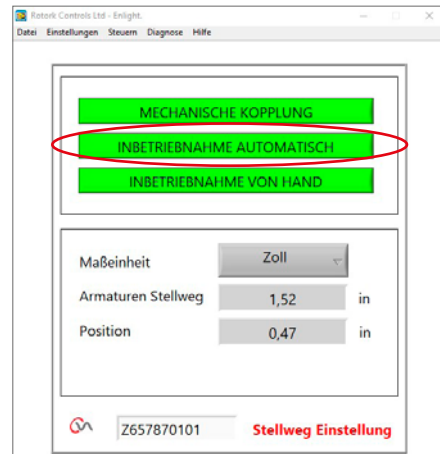 Rotork Controls Ltd - Enlight.
Datei Einstellungen Steuern Diagnose Hilfe
MECHANISCHE KOPPLUNG
INBETRIEBNAHME AUTOMATISCH
INBETRIEBNAHME VON HAND
Maßeinheit Zoll
Armaturen Stellweg 1,52 in
Position 0,47 in
Z657870101 Stellweg Einstellung